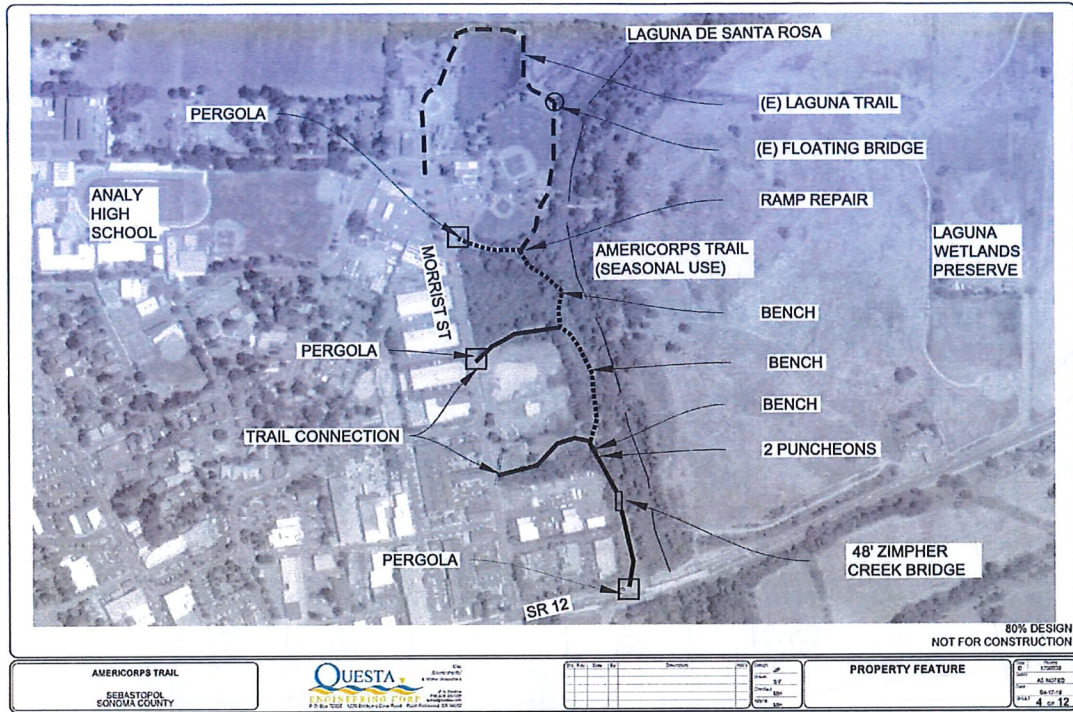 LAGUNA DE SANTA ROSA
PERGOLA
(E) LAGUNA TRAIL
(E) FLOATING BRIDGE
ANALY
HIGH
SCHOOL
RAMP REPAIR
AMERICORPS TRAIL
(SEASONAL USE)
LAGUNA
WETLANDS
PRESERVE
MORRIST ST
BENCH
PERGOLA
BENCH
BENCH
TRAIL CONNECTION
2 PUNCHEONS
PERGOLA
48' ZIMPHER
CREEK BRIDGE
SR 12
80% DESIGN
NOT FOR CONSTRUCTION
AMERICORPS TRAIL
SEBASTOPOL
SONOMA COUNTY
QUESTA
ENGINEERING CORP.
PROPERTY FEATURE
AS NOTED
4 OF 12